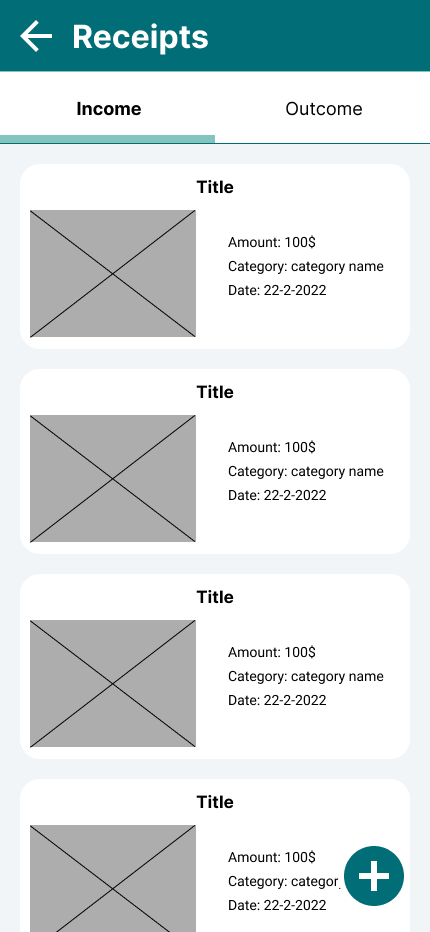 Receipts
Income
Outcome
Title
Amount: 100$
Category: category name
Date: 22-2-2022
Title
Amount: 100$
Category: category name
Date: 22-2-2022
Title
Amount: 100$
Category: category name
Date: 22-2-2022
Title
Amount: 100$
Category:
Date: 22-2-2022